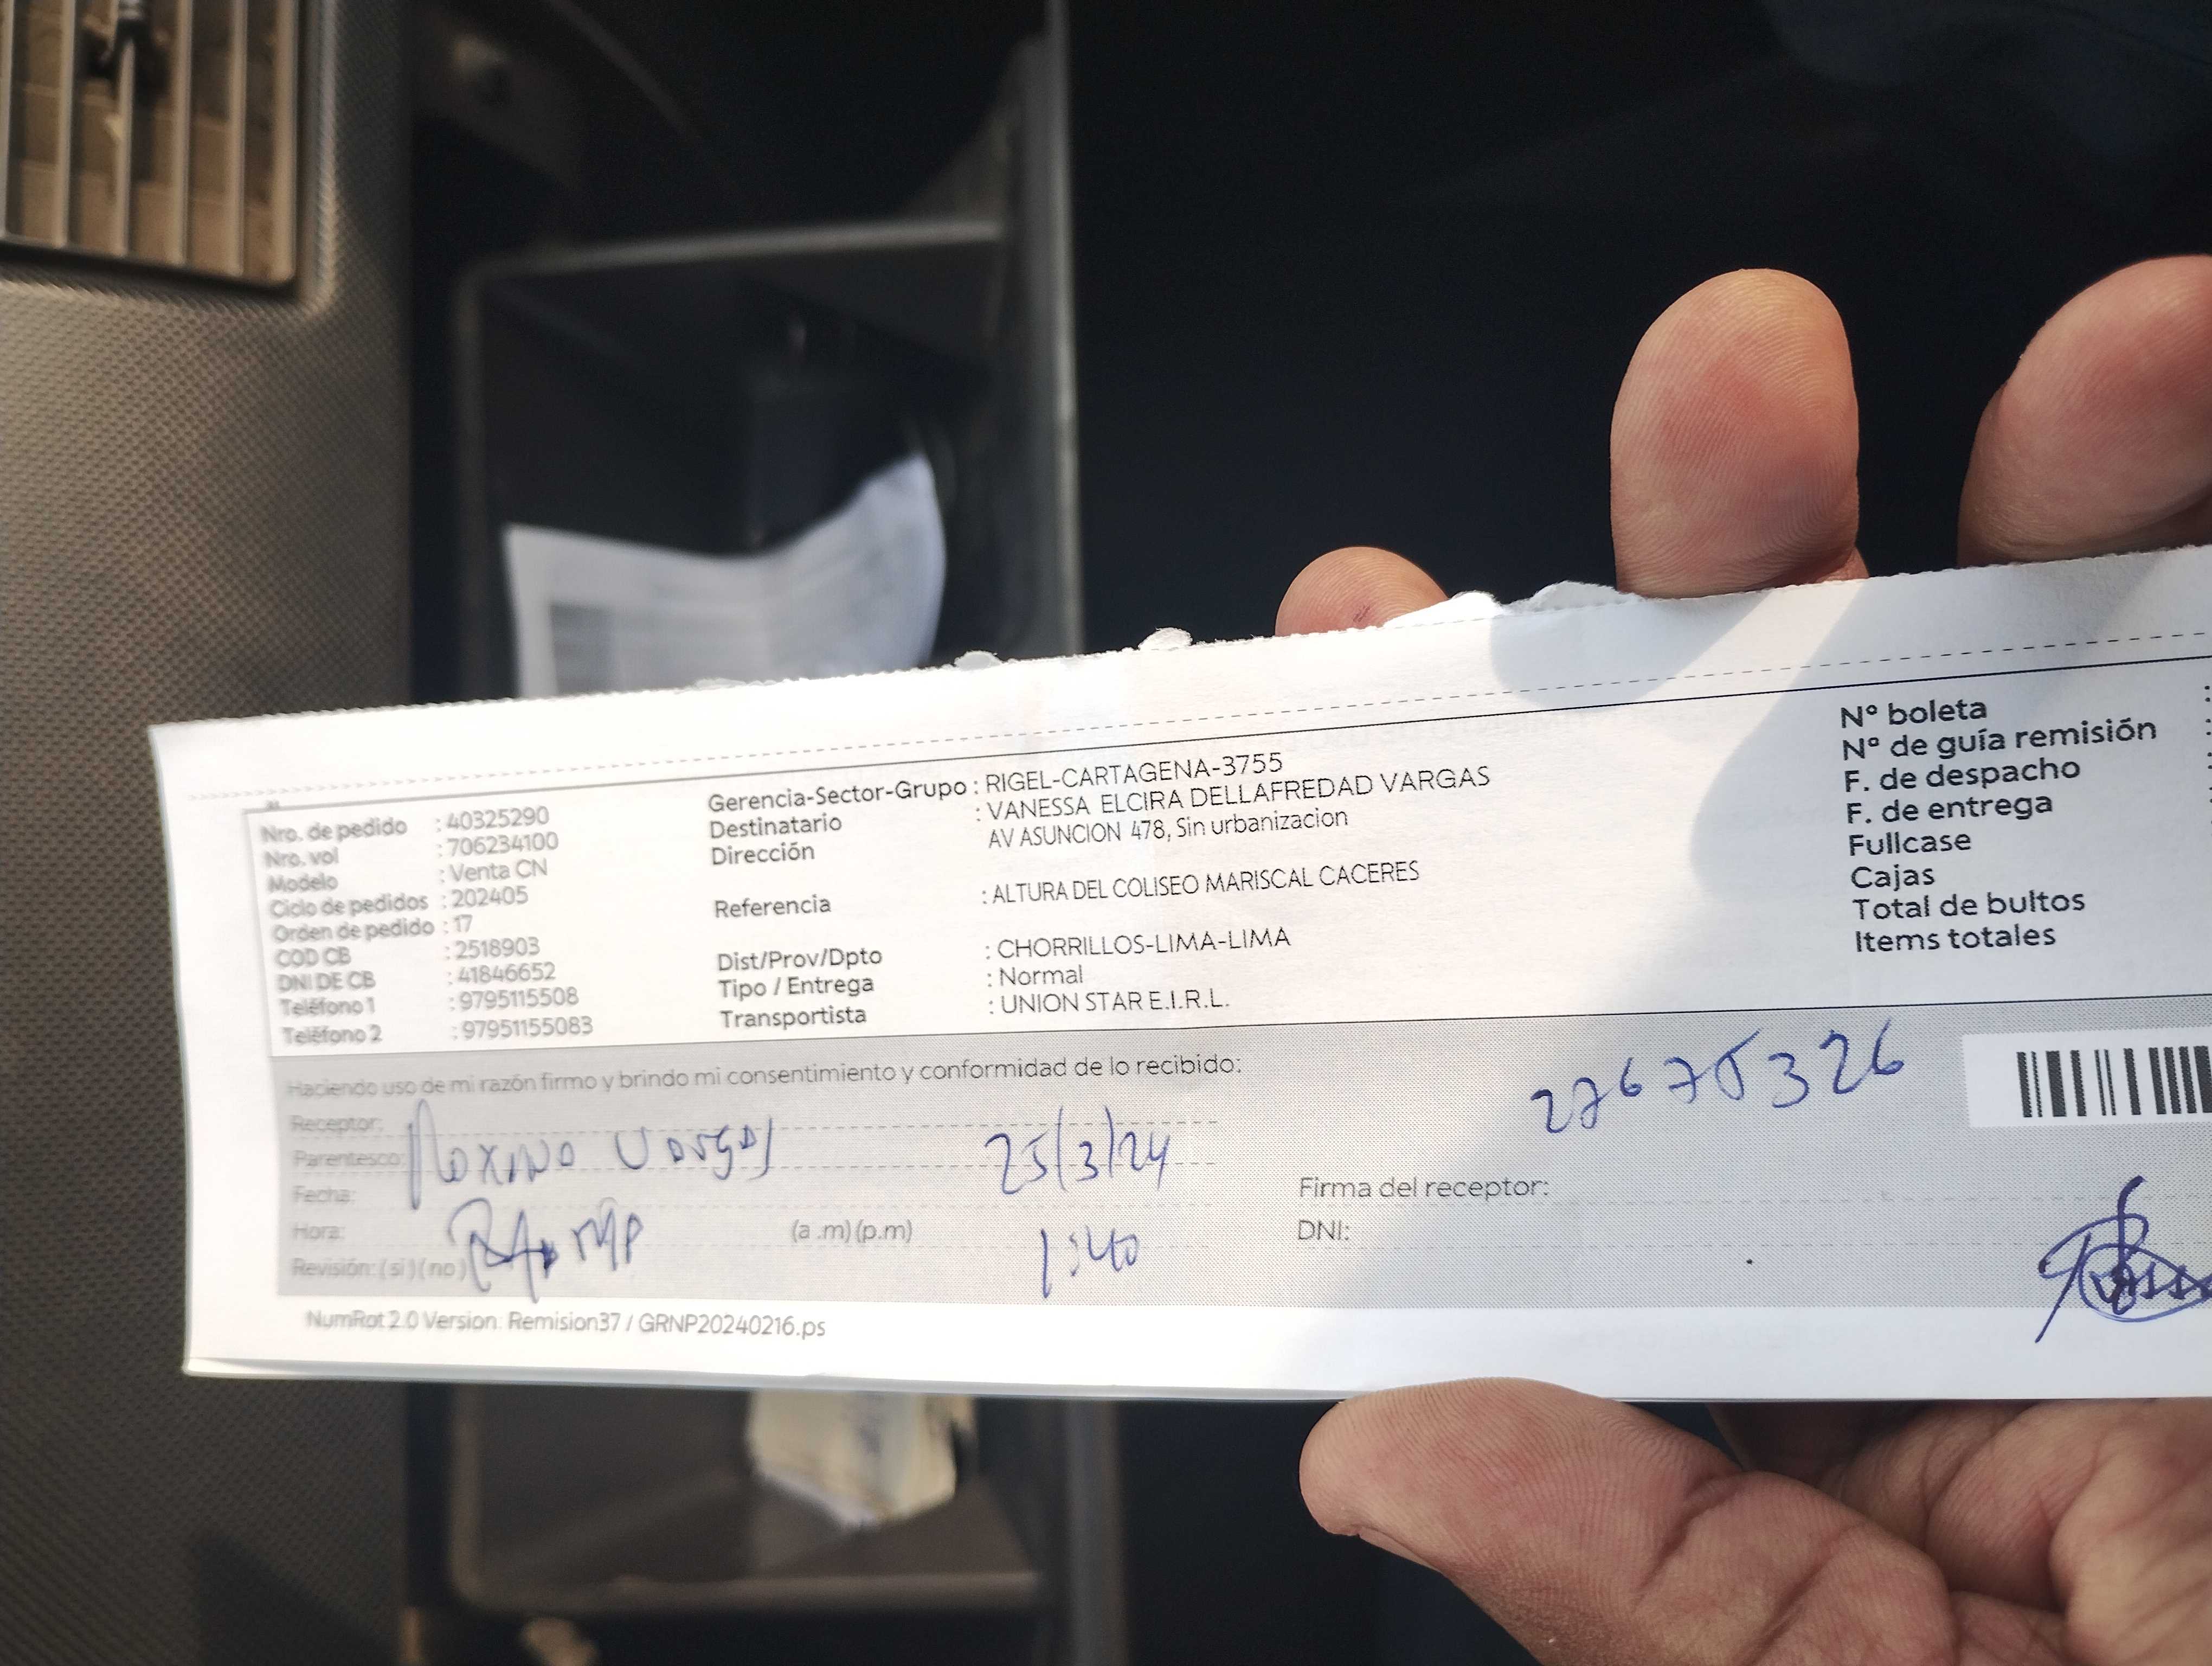 Nro. de pedido : 40325290
Nro. vol : 706234100
Modelo : Venta CN
Ciclo de pedidos : 202405
Orden de pedido : 17
COD CB : 2518903
DNI DE CB : 41846652
Teléfono 1 : 9795115508
Teléfono 2 : 97951155083
Gerencia-Sector-Grupo : RIGEL-CARTAGENA-3755
Destinatario : VANESSA ELCIRA DELLAFREDAD VARGAS
Dirección AV ASUNCION 478, Sin urbanizacion
Referencia : ALTURA DEL COLISEO MARISCAL CACERES
Dist/Prov/Dpto : CHORRILLOS-LIMA-LIMA
Tipo / Entrega : Normal
Transportista : UNION STAR E.I.R.L.
N° boleta :
N° de guía remisión :
F. de despacho
F. de entrega
Fullcase
Cajas
Total de bultos
Items totales
Haciendo uso de mi razón firmo y brindo mi consentimiento y conformidad de lo recibido:
27675326
Receptor:
Parentesco: Vargas 25/3/24
Fecha:
Hora: (a .m) (p.m) 1:40
Revisión: ( si ) ( no )
Firma del receptor:
DNI:
NumRot 2.0 Version: Remision37 / GRNP20240216.ps